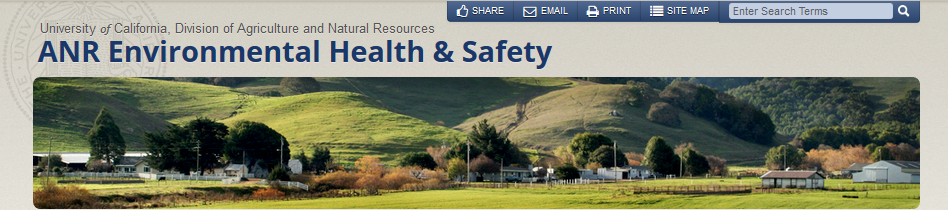 SHARE EMAIL PRINT SITE MAP Enter Search Terms
University of California, Division of Agriculture and Natural Resources
ANR Environmental Health & Safety